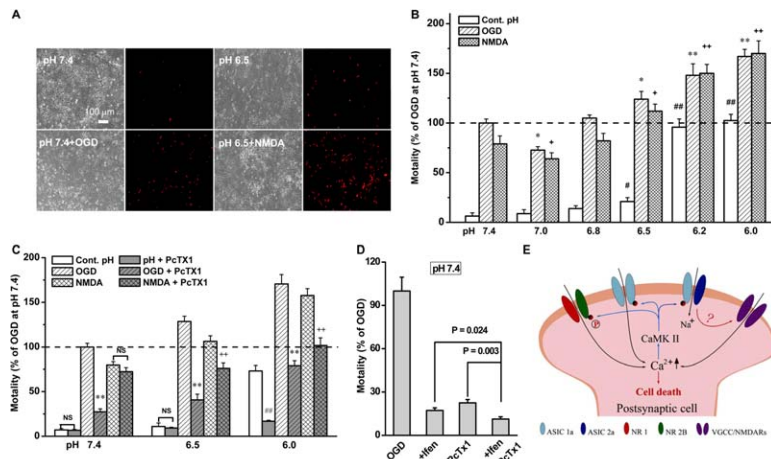 A
pH 7.4
100 μm
pH 6.5
pH 7.4+OGD
pH 6.5+NMDA
B
Motality (% of OGD at pH 7.4)
200
150
100
50
0
Cont. pH
OGD
NMDA
*
+
*
+
#
**
++
##
**
++
##
pH 7.4 7.0 6.8 6.5 6.2 6.0
C
Motality (% of OGD at pH 7.4)
200
150
100
50
0
Cont. pH
pH + PcTX1
OGD
OGD + PcTX1
NMDA
NMDA + PcTX1
NS
NS
**
NS
**
++
##
**
++
pH 7.4 6.5 6.0
D
Motality (% of OGD)
120
90
60
30
0
pH 7.4
P = 0.024
P = 0.003
OGD
+Ifen
+PcTx1
+Ifen
+PcTX1
E
P
Na+
?
CaMK II
Ca2+
Cell death
Postsynaptic cell
ASIC 1a
ASIC 2a
NR 1
NR 2B
VGCC/NMDARs